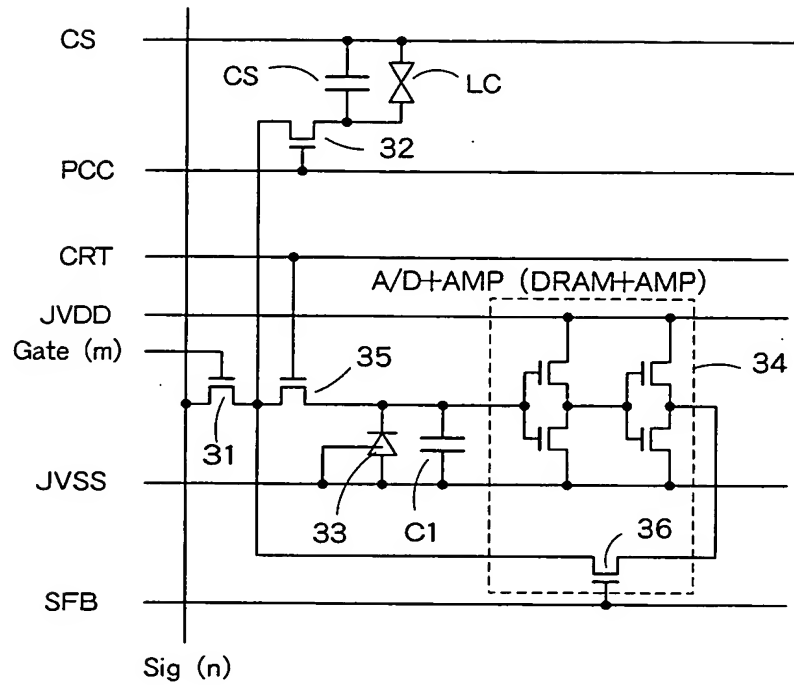 CS
CS
LC
32
PCC
CRT
A/D+AMP (DRAM+AMP)
JVDD
Gate (m)
34
35
31
JVSS
33
C1
36
SFB
Sig (n)